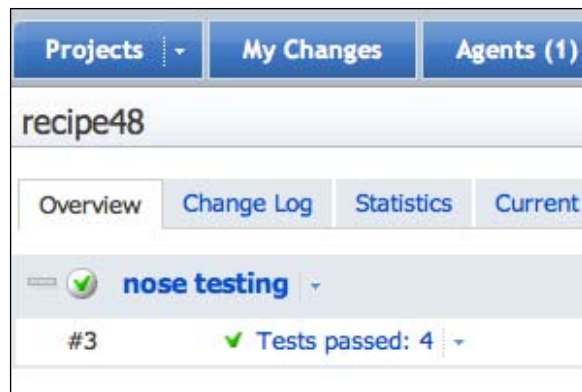 Projects My Changes Agents (1)
recipe48
Overview Change Log Statistics Current
nose testing
#3 Tests passed: 4